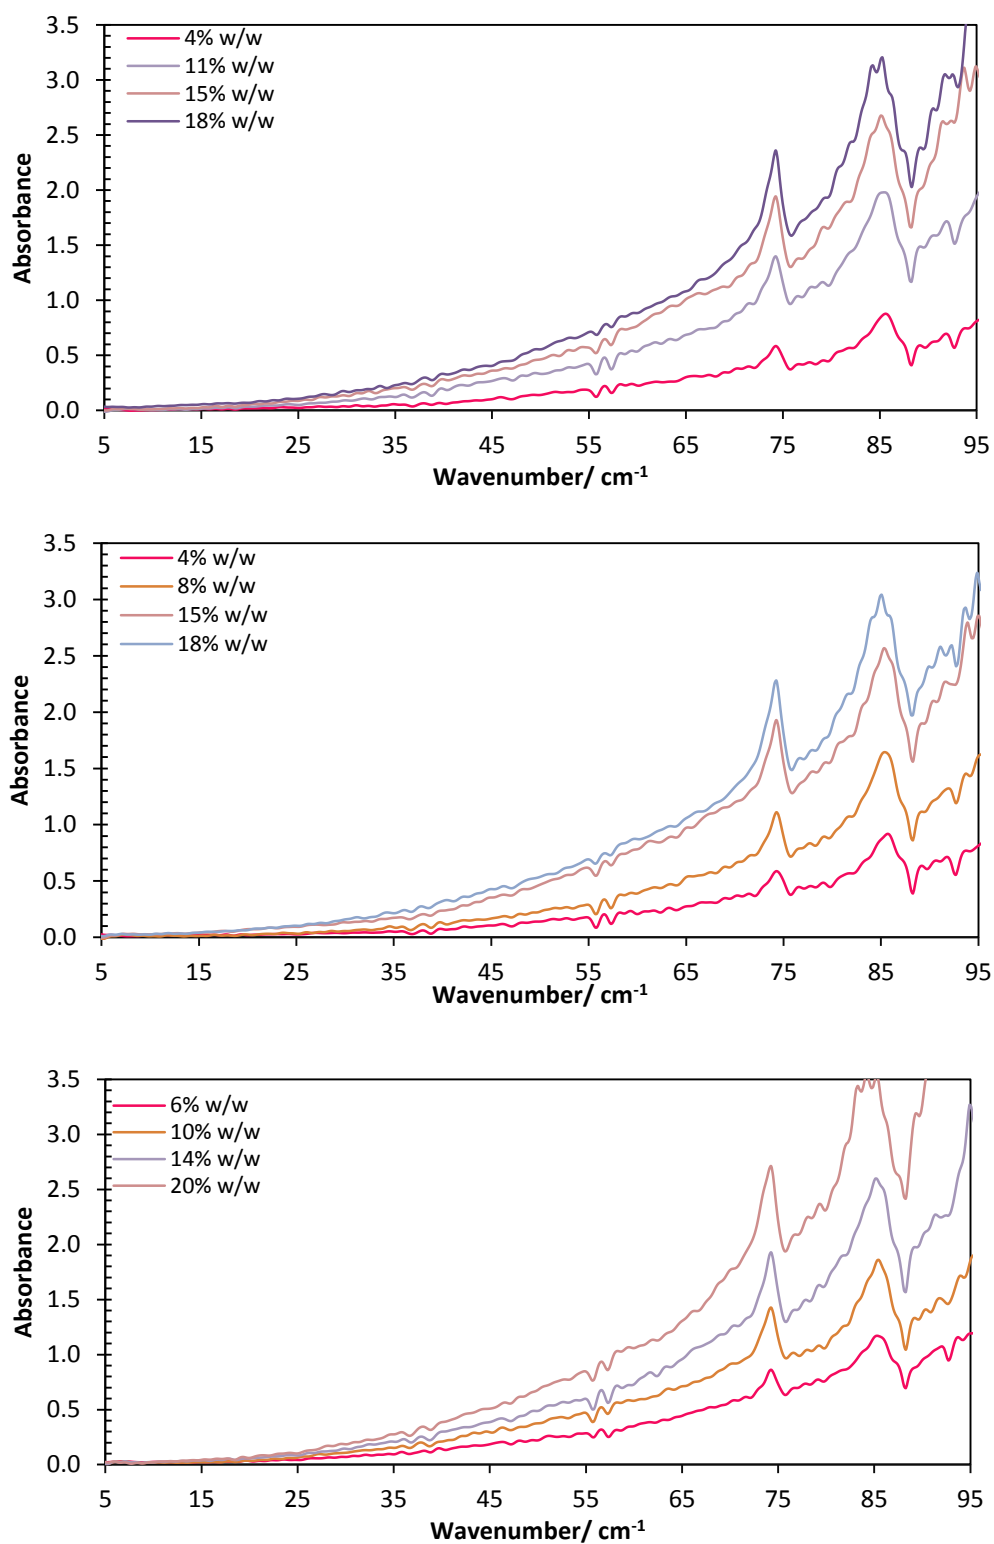 3.5
3.0
2.5
2.0
1.5
1.0
0.5
0.0
Absorbance
4% w/w
11% w/w
15% w/w
18% w/w
5 15 25 35 45 55 65 75 85 95
Wavenumber/ cm⁻¹
3.5
3.0
2.5
2.0
1.5
1.0
0.5
0.0
Absorbance
4% w/w
8% w/w
15% w/w
18% w/w
5 15 25 35 45 55 65 75 85 95
Wavenumber/ cm⁻¹
3.5
3.0
2.5
2.0
1.5
1.0
0.5
0.0
Absorbance
6% w/w
10% w/w
14% w/w
20% w/w
5 15 25 35 45 55 65 75 85 95
Wavenumber/ cm⁻¹